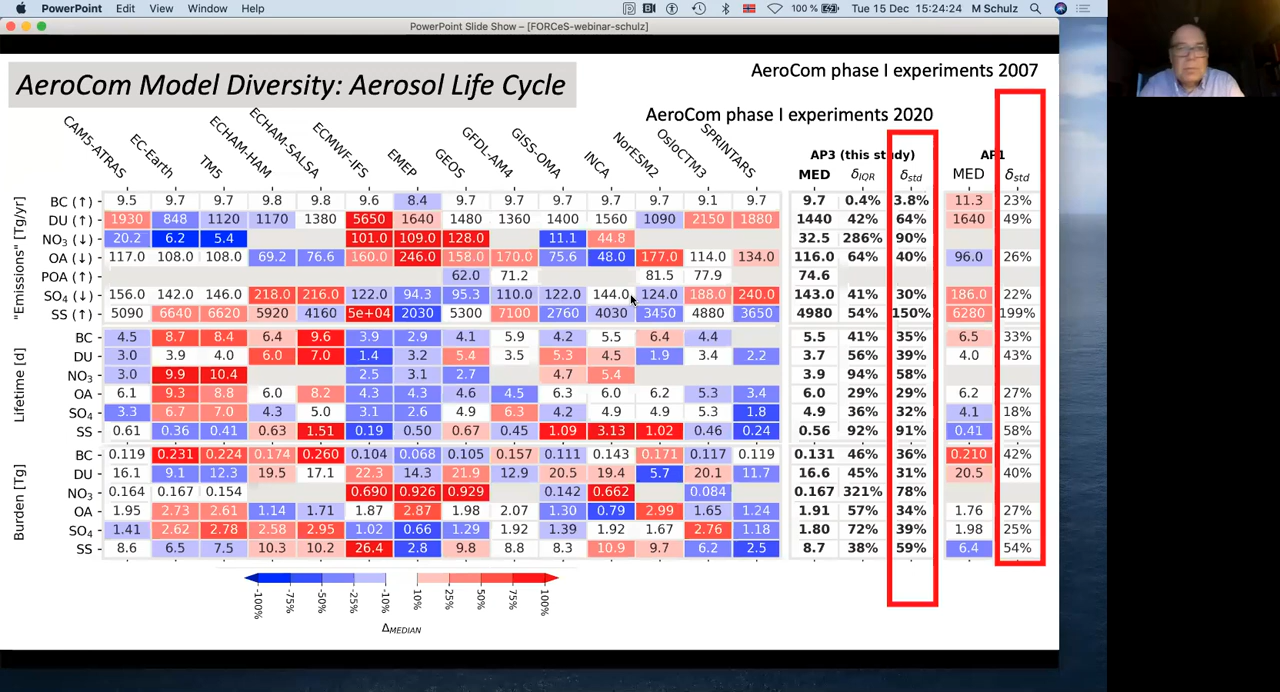 PowerPoint Edit View Window Help 100 % Tue 15 Dec 15:24:24 M Schulz
PowerPoint Slide Show – [FORCeS-webinar-schulz]
AeroCom Model Diversity: Aerosol Life Cycle
AeroCom phase I experiments 2007
AeroCom phase I experiments 2020
CAM5-ATRAS EC-Earth TM5 ECHAM-HAM ECHAM-SALSA ECMWF-IFS EMEP GEOS GFDL-AM4 GISS-OMA INCA NorESM2 OsloCTM3 SPRINTARS
AP3 (this study) AP1
MED δIQR δstd MED δstd
"Emissions" [Tg/yr]
BC (↑) 9.5 9.7 9.7 9.8 9.8 9.6 8.4 9.7 9.7 9.7 9.7 9.7 9.1 9.7 9.7 0.4% 3.8% 11.3 23%
DU (↑) 1930 848 1120 1170 1380 5650 1640 1480 1360 1400 1560 1090 2150 1880 1440 42% 64% 1640 49%
NO3 (↓) 20.2 6.2 5.4 101.0 109.0 128.0 11.1 44.8 32.5 286% 90%
OA (↓) 117.0 108.0 108.0 69.2 76.6 160.0 246.0 158.0 170.0 75.6 48.0 177.0 114.0 134.0 116.0 64% 40% 96.0 26%
POA (↑) 62.0 71.2 81.5 77.9 74.6
SO4 (↓) 156.0 142.0 146.0 218.0 216.0 122.0 94.3 95.3 110.0 122.0 144.0 124.0 188.0 240.0 143.0 41% 30% 186.0 22%
SS (↑) 5090 6640 6620 5920 4160 5e+04 2030 5300 7100 2760 4030 3450 4880 3650 4980 54% 150% 6280 199%
Lifetime [d]
BC 4.5 8.7 8.4 6.4 9.6 3.9 2.9 4.1 5.9 4.2 5.5 6.4 4.4 5.5 41% 35% 6.5 33%
DU 3.0 3.9 4.0 6.0 7.0 1.4 3.2 5.4 3.5 5.3 4.5 1.9 3.4 2.2 3.7 56% 39% 4.0 43%
NO3 3.0 9.9 10.4 2.5 3.1 2.7 4.7 5.4 3.9 94% 58%
OA 6.1 9.3 8.8 6.0 8.2 4.3 4.3 4.6 4.5 6.3 6.0 6.2 5.3 3.4 6.0 29% 29% 6.2 27%
SO4 3.3 6.7 7.0 4.3 5.0 3.1 2.6 4.9 6.3 4.2 4.9 4.9 5.3 1.8 4.9 36% 32% 4.1 18%
SS 0.61 0.36 0.41 0.63 1.51 0.19 0.50 0.67 0.45 1.09 3.13 1.02 0.46 0.24 0.56 92% 91% 0.41 58%
Burden [Tg]
BC 0.119 0.231 0.224 0.174 0.260 0.104 0.068 0.105 0.157 0.111 0.143 0.171 0.117 0.119 0.131 46% 36% 0.210 42%
DU 16.1 9.1 12.3 19.5 17.1 22.3 14.3 21.9 12.9 20.5 19.4 5.7 20.1 11.7 16.6 45% 31% 20.5 40%
NO3 0.164 0.167 0.154 0.690 0.926 0.929 0.142 0.662 0.084 0.167 321% 78%
OA 1.95 2.73 2.61 1.14 1.71 1.87 2.87 1.98 2.07 1.30 0.79 2.99 1.65 1.24 1.91 57% 34% 1.76 27%
SO4 1.41 2.62 2.78 2.58 2.95 1.02 0.66 1.29 1.92 1.39 1.92 1.67 2.76 1.18 1.80 72% 39% 1.98 25%
SS 8.6 6.5 7.5 10.3 10.2 26.4 2.8 9.8 8.8 8.3 10.9 9.7 6.2 2.5 8.7 38% 59% 6.4 54%
-100% -75% -50% -25% -10% 10% 25% 50% 75% 100%
ΔMEDIAN